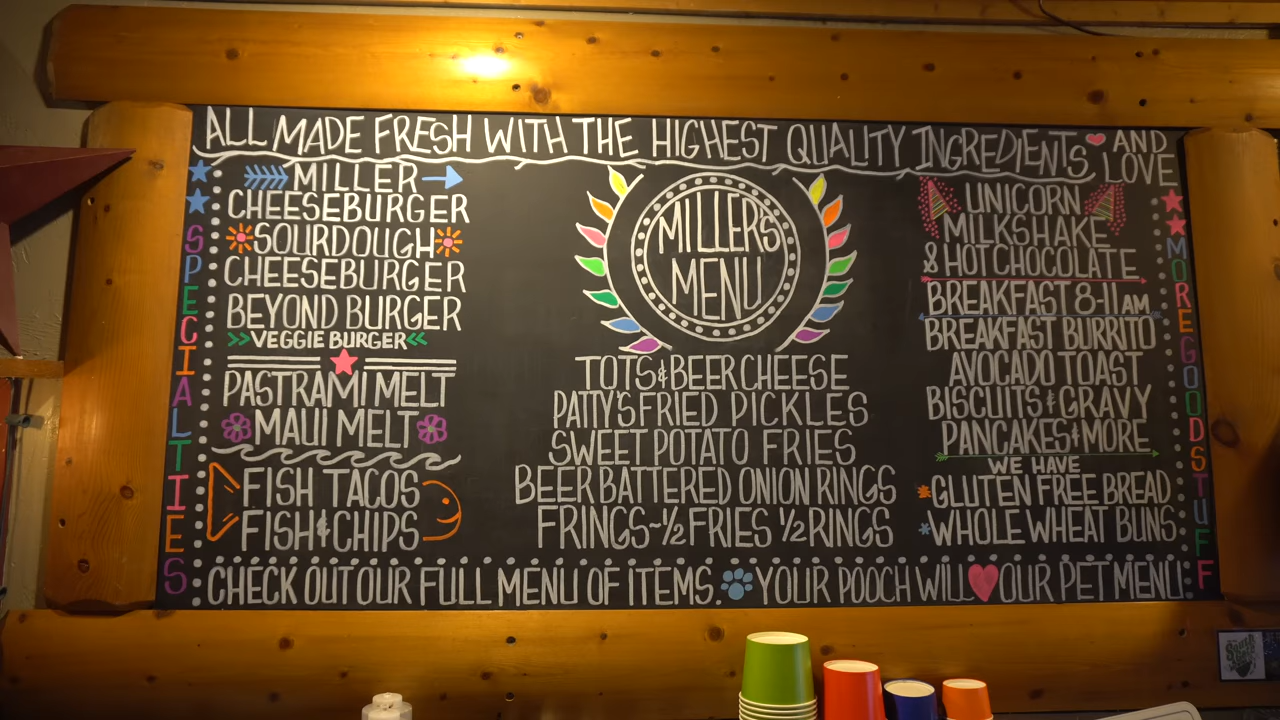 ALL MADE FRESH WITH THE HIGHEST QUALITY INGREDIENTS AND LOVE
SPECIALTIES
MILLER
CHEESEBURGER
SOURDOUGH
CHEESEBURGER
BEYOND BURGER
VEGGIE BURGER
PASTRAMI MELT
MAUI MELT
FISH TACOS
FISH & CHIPS
MILLER'S
MENU
TOTS & BEER CHEESE
PATTY'S FRIED PICKLES
SWEET POTATO FRIES
BEER BATTERED ONION RINGS
FRINGS~1/2 FRIES 1/2 RINGS
UNICORN
MILKSHAKE
& HOT CHOCOLATE
BREAKFAST 8-11 AM
BREAKFAST BURRITO
AVOCADO TOAST
BISCUITS & GRAVY
PANCAKES & MORE
WE HAVE
GLUTEN FREE BREAD
WHOLE WHEAT BUNS
MORE GOOD STUFF
CHECK OUT OUR FULL MENU OF ITEMS. YOUR POOCH WILL OUR PET MENU.